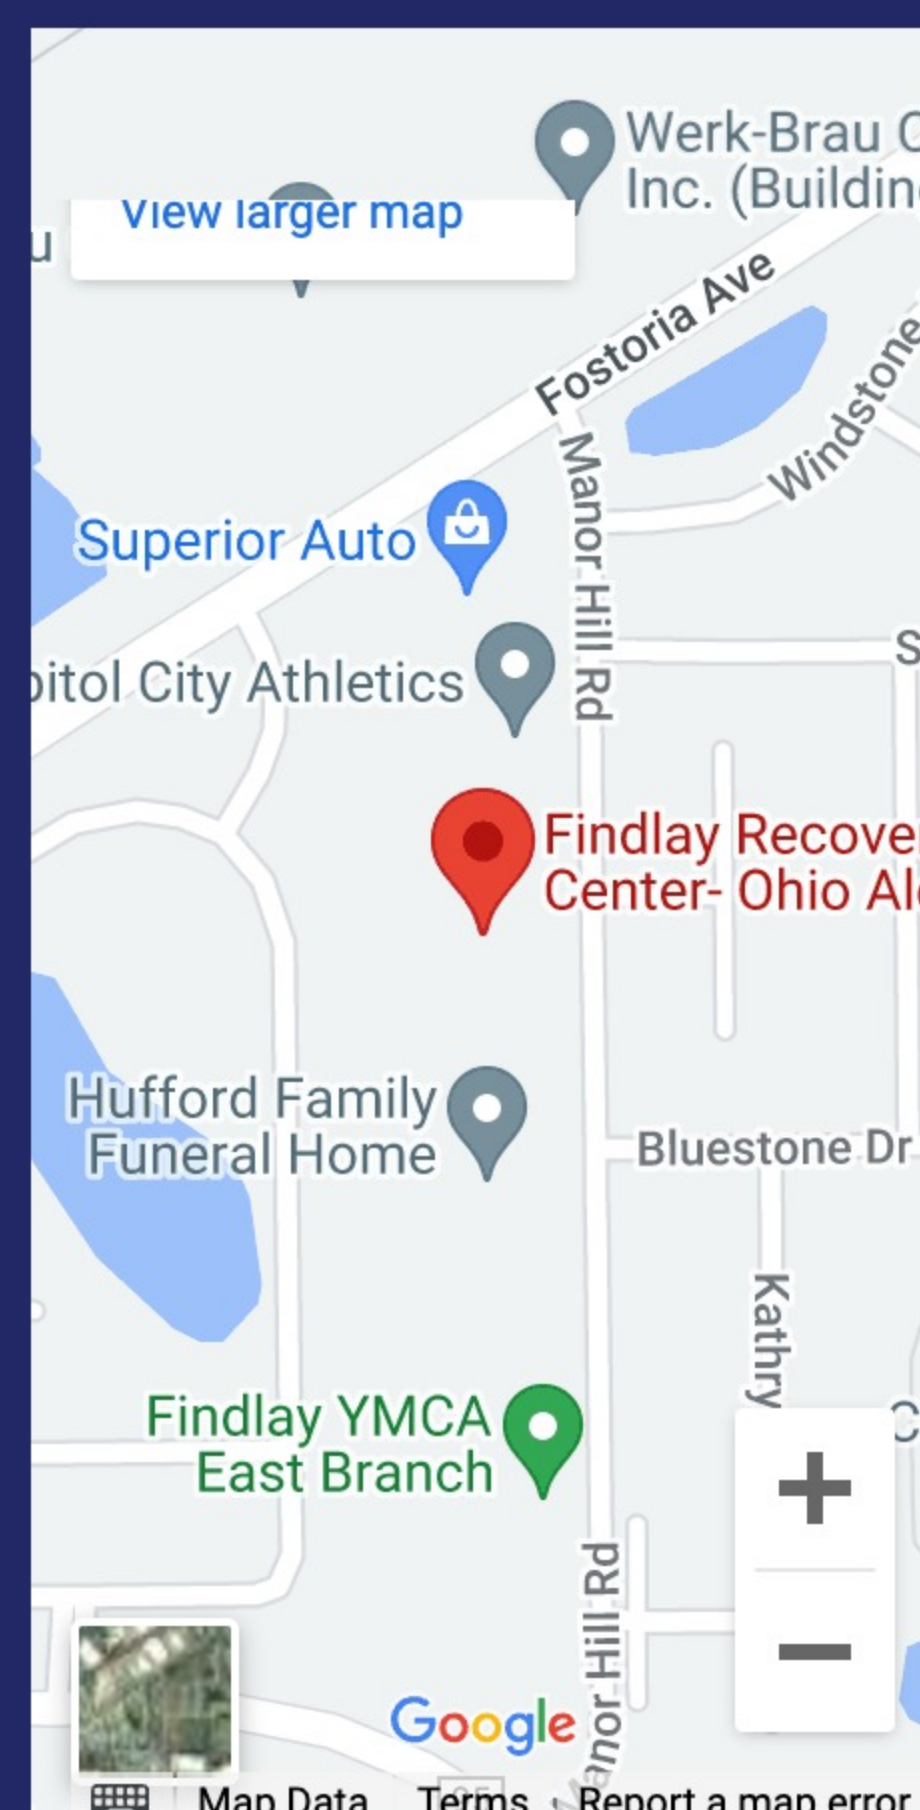 Werk-Brau
Inc.
View larger map
u
Fostoria Ave
Windstone
Manor Hill Rd
Superior Auto
S
pitol City Athletics
Findlay Recove
Center- Ohio Al
Hufford Family
Funeral Home
Bluestone Dr
Kathry
Findlay YMCA
East Branch
C
+
Manor Hill Rd
−
Google
Map Data
Terms
Report a map error